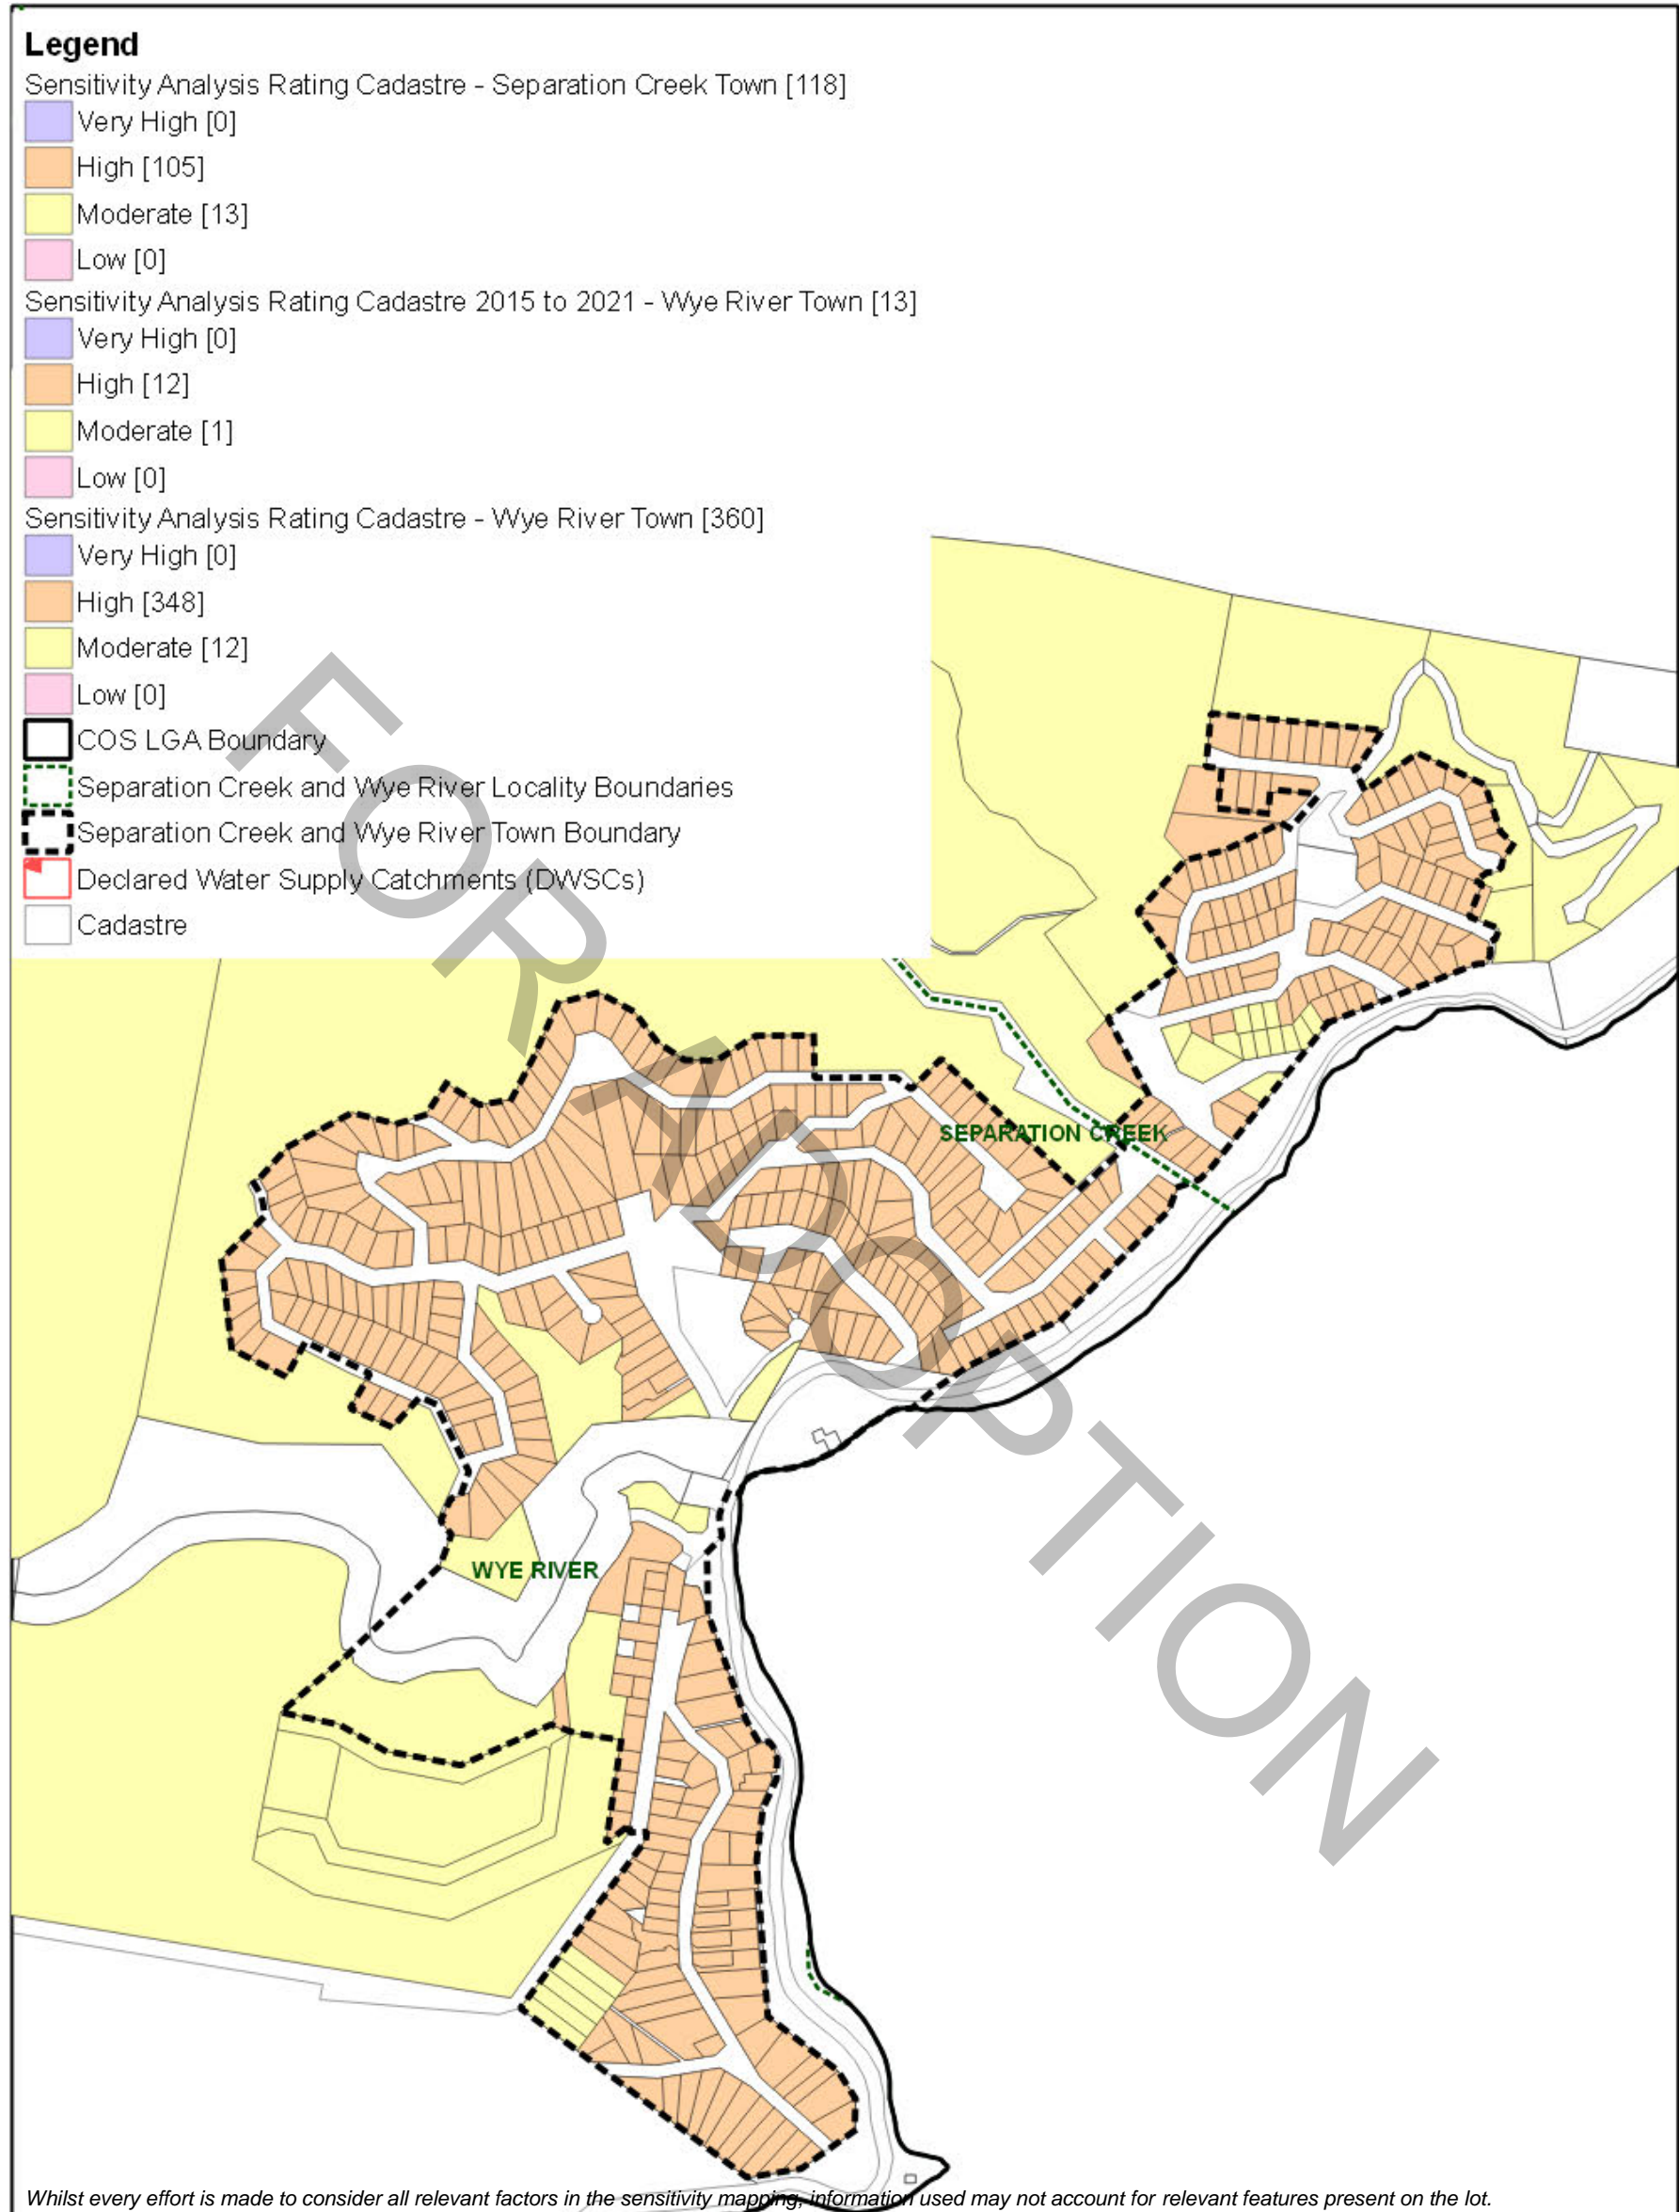 Legend
Sensitivity Analysis Rating Cadastre - Separation Creek Town [118]
Very High [0]
High [105]
Moderate [13]
Low [0]
Sensitivity Analysis Rating Cadastre 2015 to 2021 - Wye River Town [13]
Very High [0]
High [12]
Moderate [1]
Low [0]
Sensitivity Analysis Rating Cadastre - Wye River Town [360]
Very High [0]
High [348]
Moderate [12]
Low [0]
COS LGA Boundary
Separation Creek and Wye River Locality Boundaries
Separation Creek and Wye River Town Boundary
Declared Water Supply Catchments (DWSCs)
Cadastre
FOR ADOPTION
SEPARATION CREEK
WYE RIVER
Whilst every effort is made to consider all relevant factors in the sensitivity mapping, information used may not account for relevant features present on the lot.